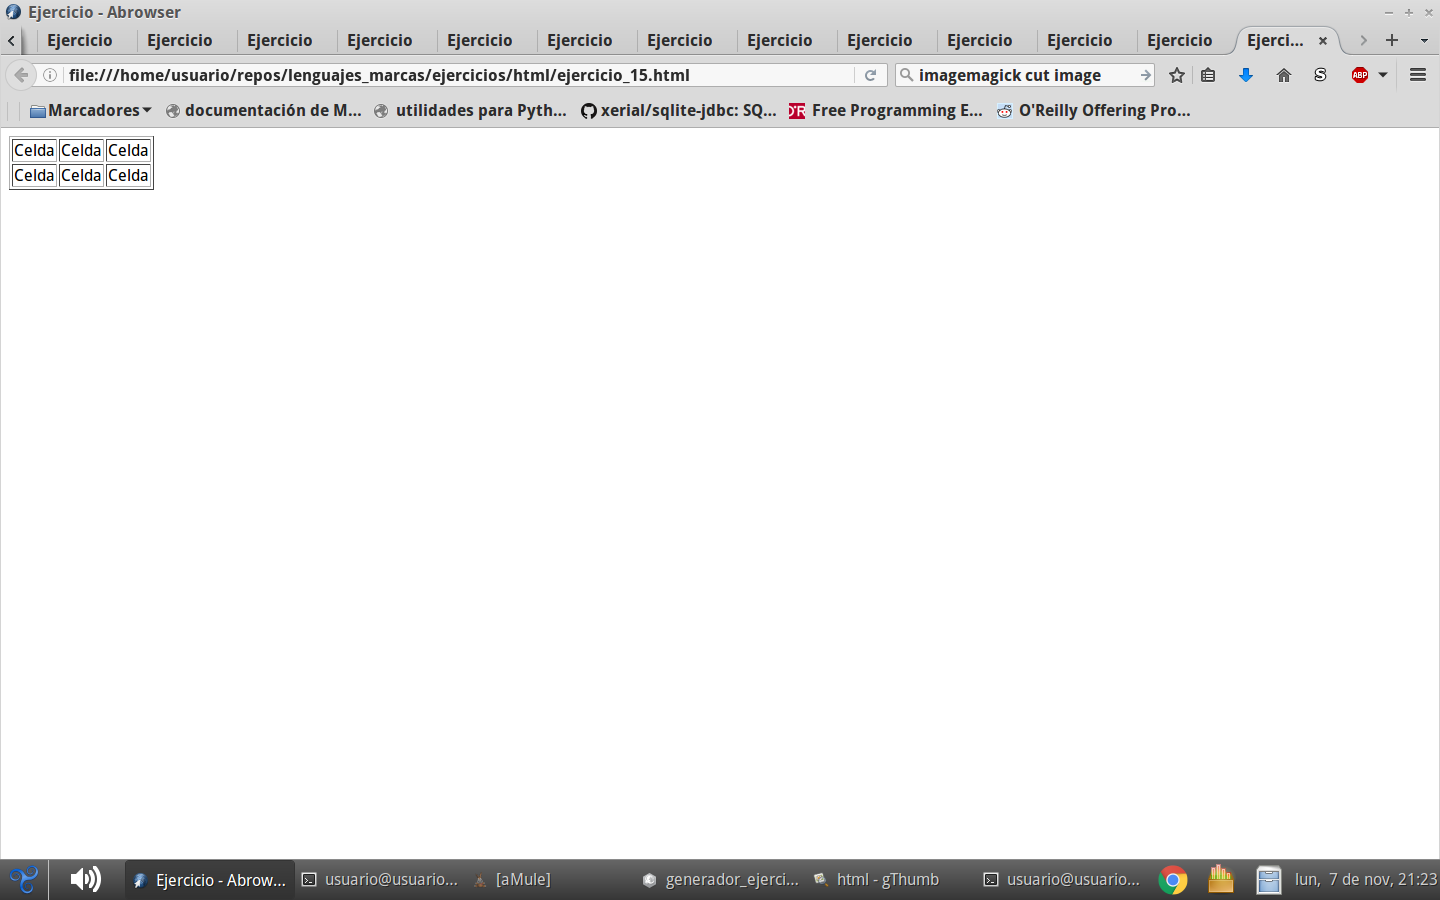 Ejercicio - Abrowser
Ejercicio Ejercicio Ejercicio Ejercicio Ejercicio Ejercicio Ejercicio Ejercicio Ejercicio Ejercicio Ejercicio Ejercicio Ejerci...
file:///home/usuario/repos/lenguajes_marcas/ejercicios/html/ejercicio_15.html imagemagick cut image S ABP
Marcadores documentación de M... utilidades para Pyth... xerial/sqlite-jdbc: SQ... Free Programming E... O'Reilly Offering Pro...
Celda Celda Celda
Celda Celda Celda
Ejercicio - Abrow... usuario@usuario... [aMule] generador_ejerci... html - gThumb usuario@usuario... lun, 7 de nov, 21:23